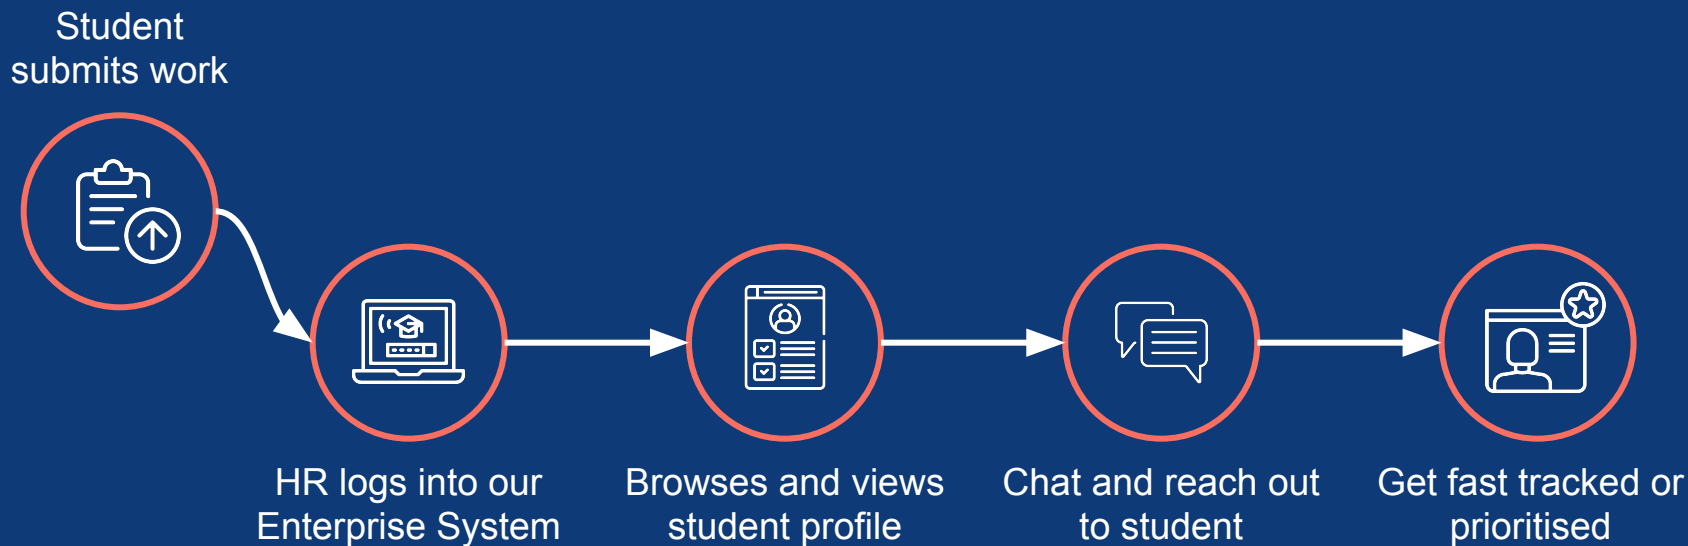 Student
submits work
HR logs into our
Enterprise System
Browses and views
student profile
Chat and reach out
to student
Get fast tracked or
prioritised